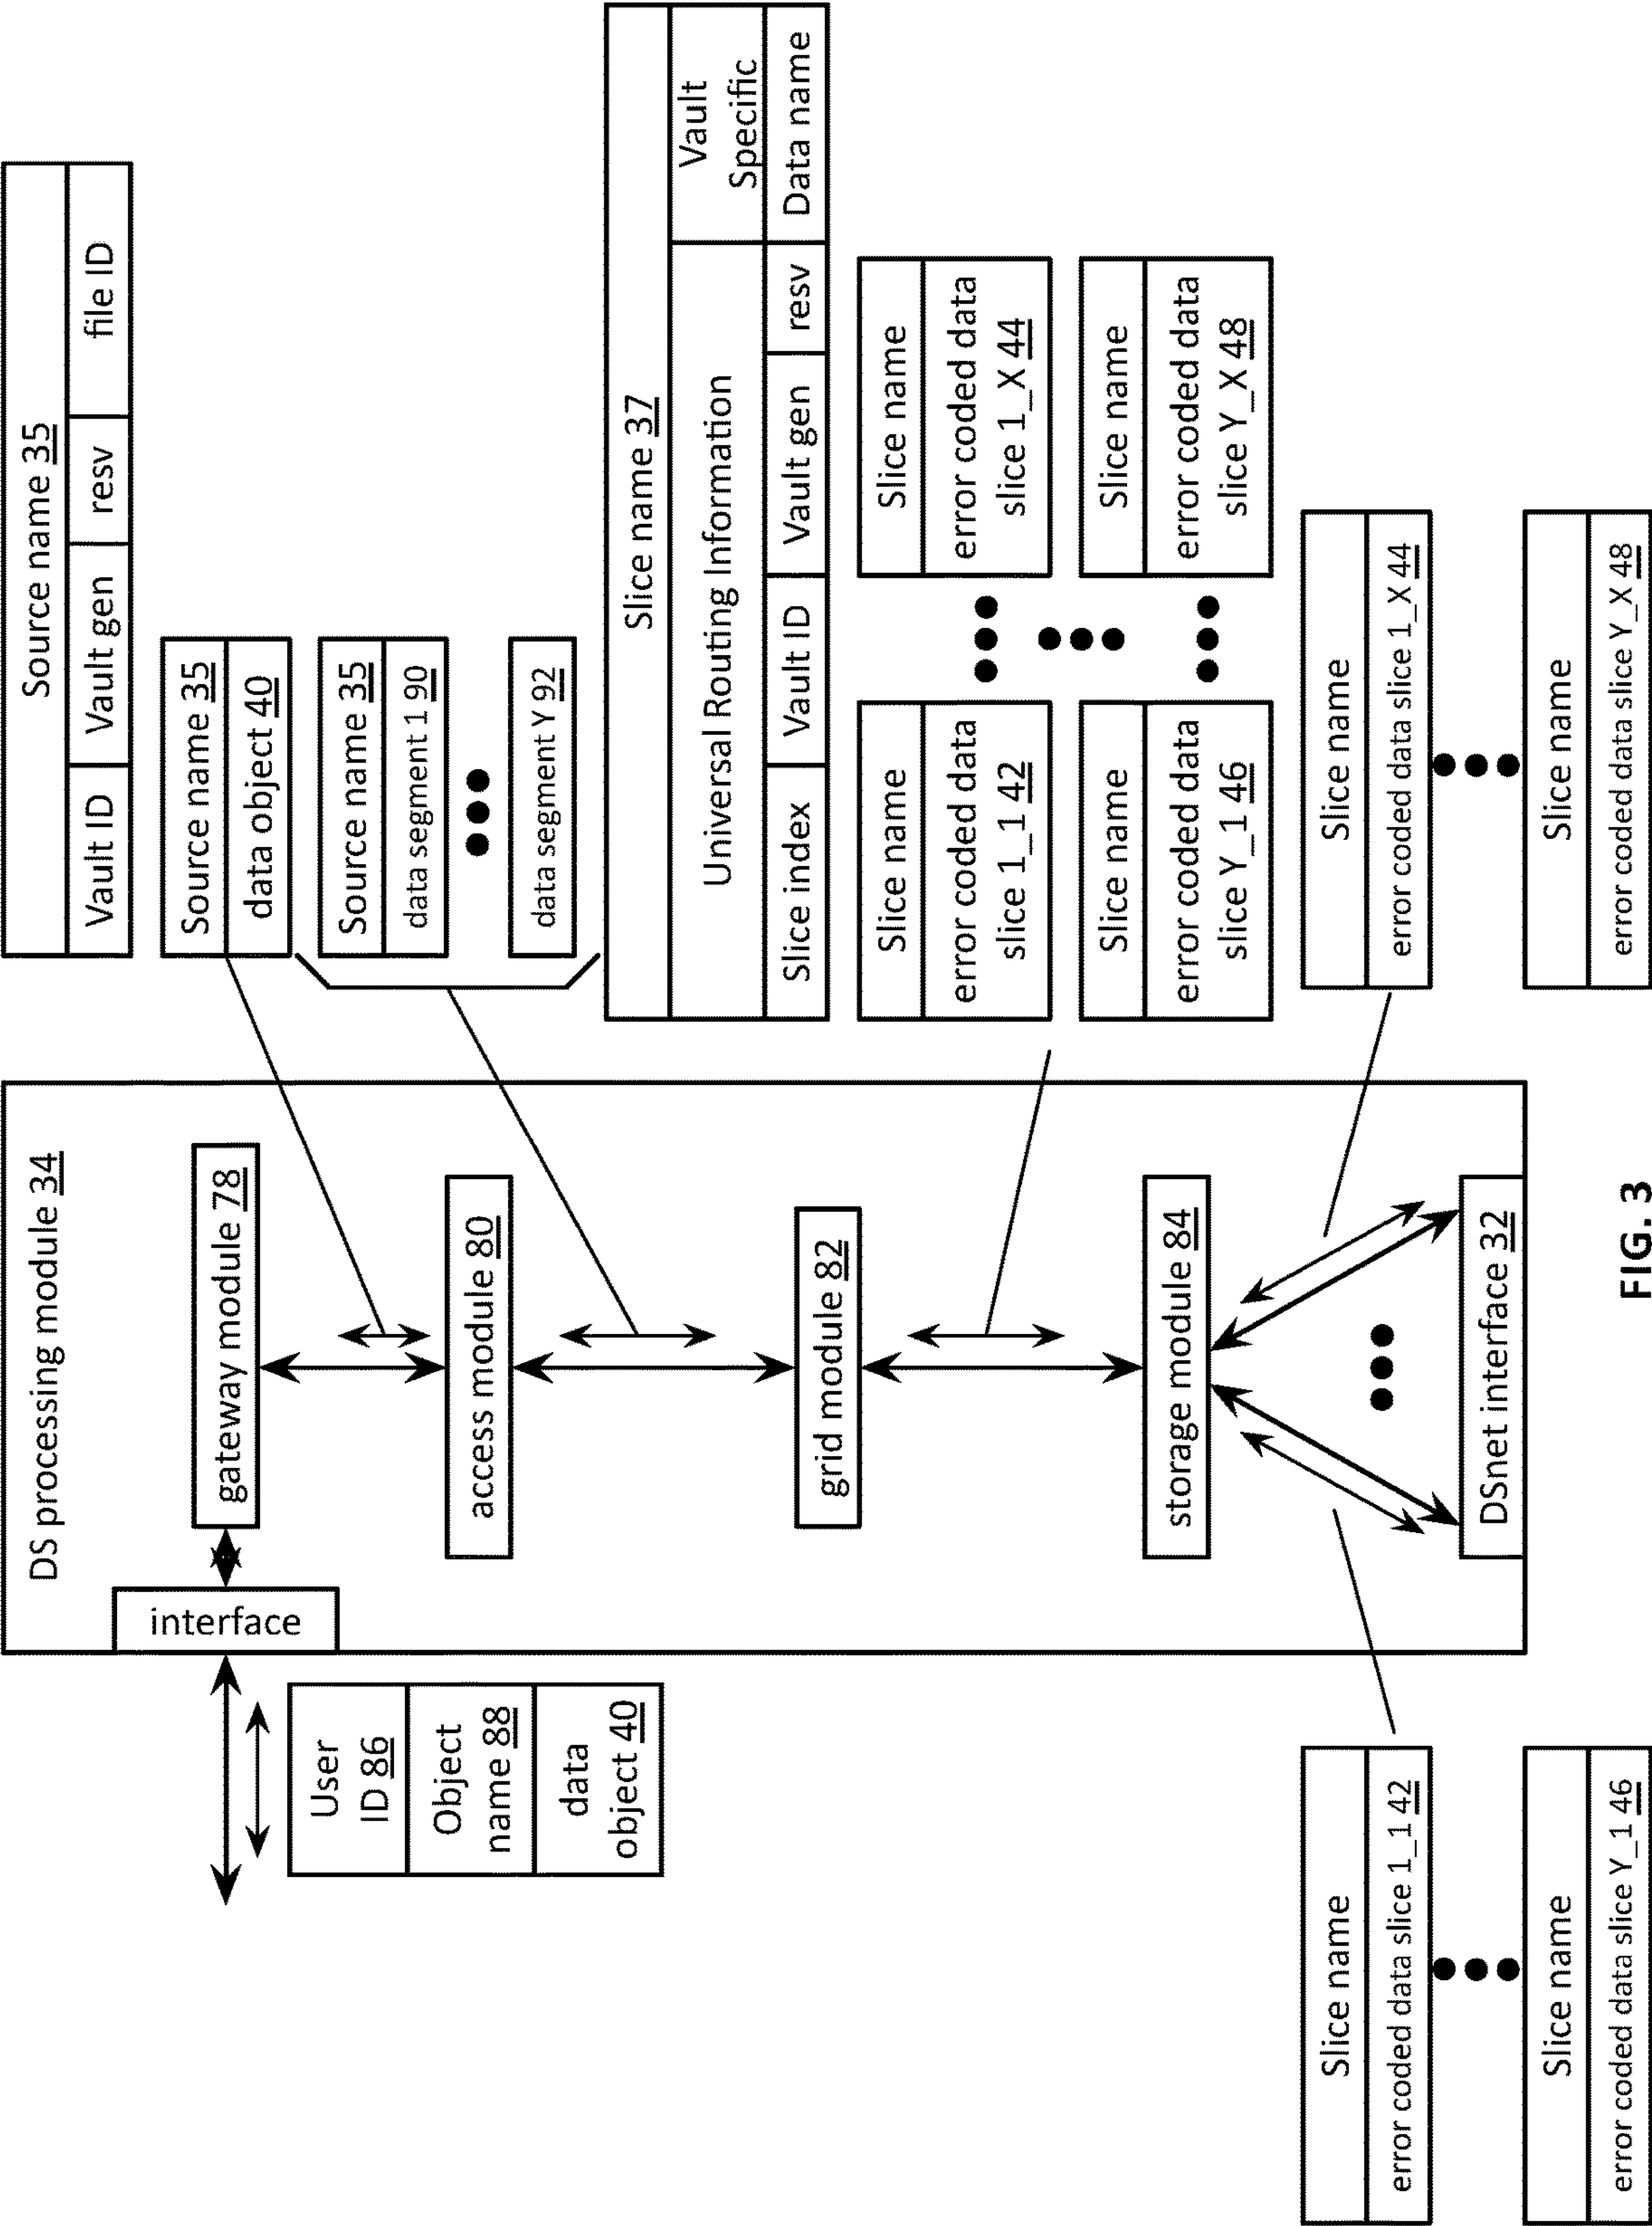 DS processing module 34
interface
gateway module 78
access module 80
grid module 82
storage module 84
DSnet interface 32
User
ID 86
Object
name 88
data
object 40
Source name 35
Vault ID
Vault gen
resv
file ID
Source name 35
data object 40
Source name 35
data segment 1 90
data segment Y 92
Slice name 37
Universal Routing Information
Vault
Specific
Slice index
Vault ID
Vault gen
resv
Data name
Slice name
error coded data
slice 1_1 42
Slice name
error coded data
slice 1_X 44
Slice name
error coded data
slice Y_1 46
Slice name
error coded data
slice Y_X 48
Slice name
error coded data slice 1_1 42
Slice name
error coded data slice Y_1 46
Slice name
error coded data slice 1_X 44
Slice name
error coded data slice Y_X 48
FIG. 3